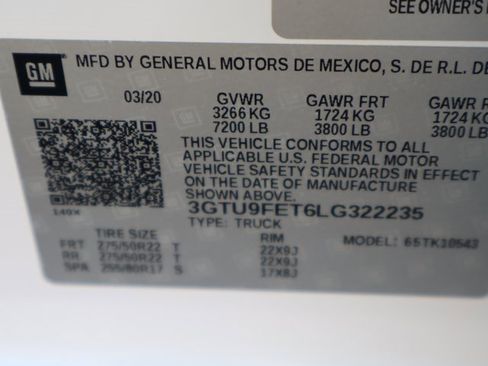 SEE OWNER'S
GM
MFD BY GENERAL MOTORS DE MEXICO, S. DE R.L. DE
03/20 GVWR GAWR FRT GAWR R
3266 KG 1724 KG 1724 K
7200 LB 3800 LB 3800 LB
THIS VEHICLE CONFORMS TO ALL
APPLICABLE U.S. FEDERAL MOTOR
VEHICLE SAFETY STANDARDS IN EFFECT
ON THE DATE OF MANUFACTURE
SHOWN ABOVE.
3GTU9FET6LG322235
140X TYPE: TRUCK
TIRE SIZE RIM MODEL: 6STK10543
FRT 275/50R22 T 22X9J
RR 275/50R22 T 22X9J
SPR 255/80R17 S 17X8J